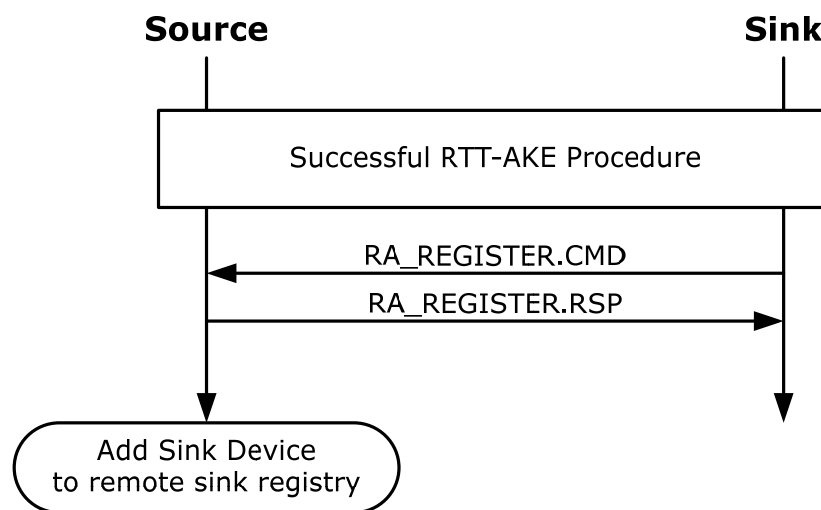 Source
Sink
Successful RTT-AKE Procedure
RA_REGISTER.CMD
RA_REGISTER.RSP
Add Sink Device
to remote sink registry